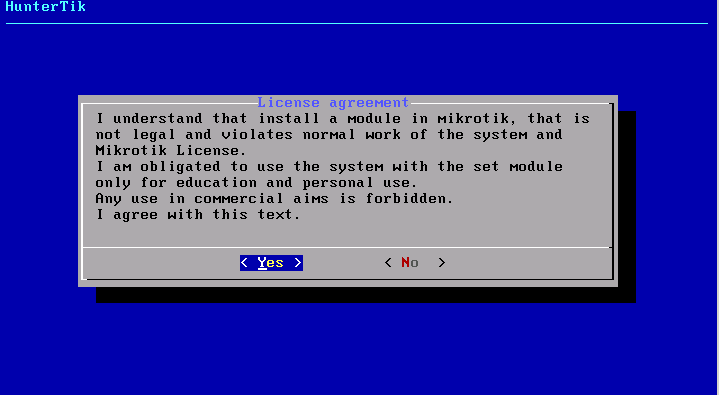 HunterTik
License agreement
I understand that install a module in mikrotik, that is
not legal and violates normal work of the system and
Mikrotik License.
I am obligated to use the system with the set module
only for education and personal use.
Any use in commercial aims is forbidden.
I agree with this text.
< Yes > < No >